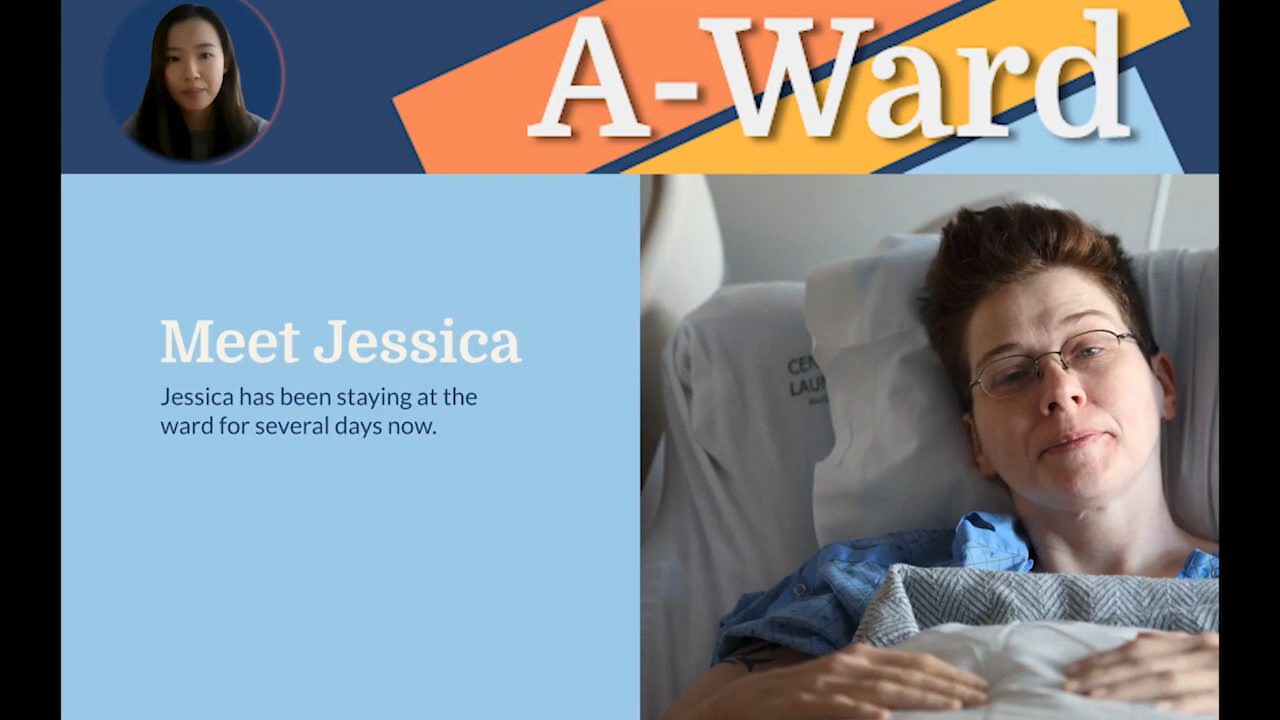 A-Ward
Meet Jessica
Jessica has been staying at the
ward for several days now.